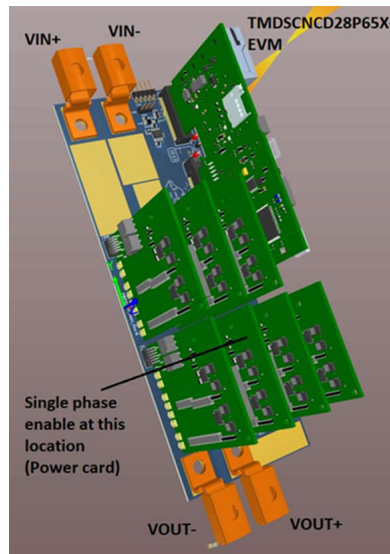 VIN+
VIN-
TMDSCNCD28P65X
EVM
Single phase
enable at this
location
(Power card)
VOUT-
VOUT+